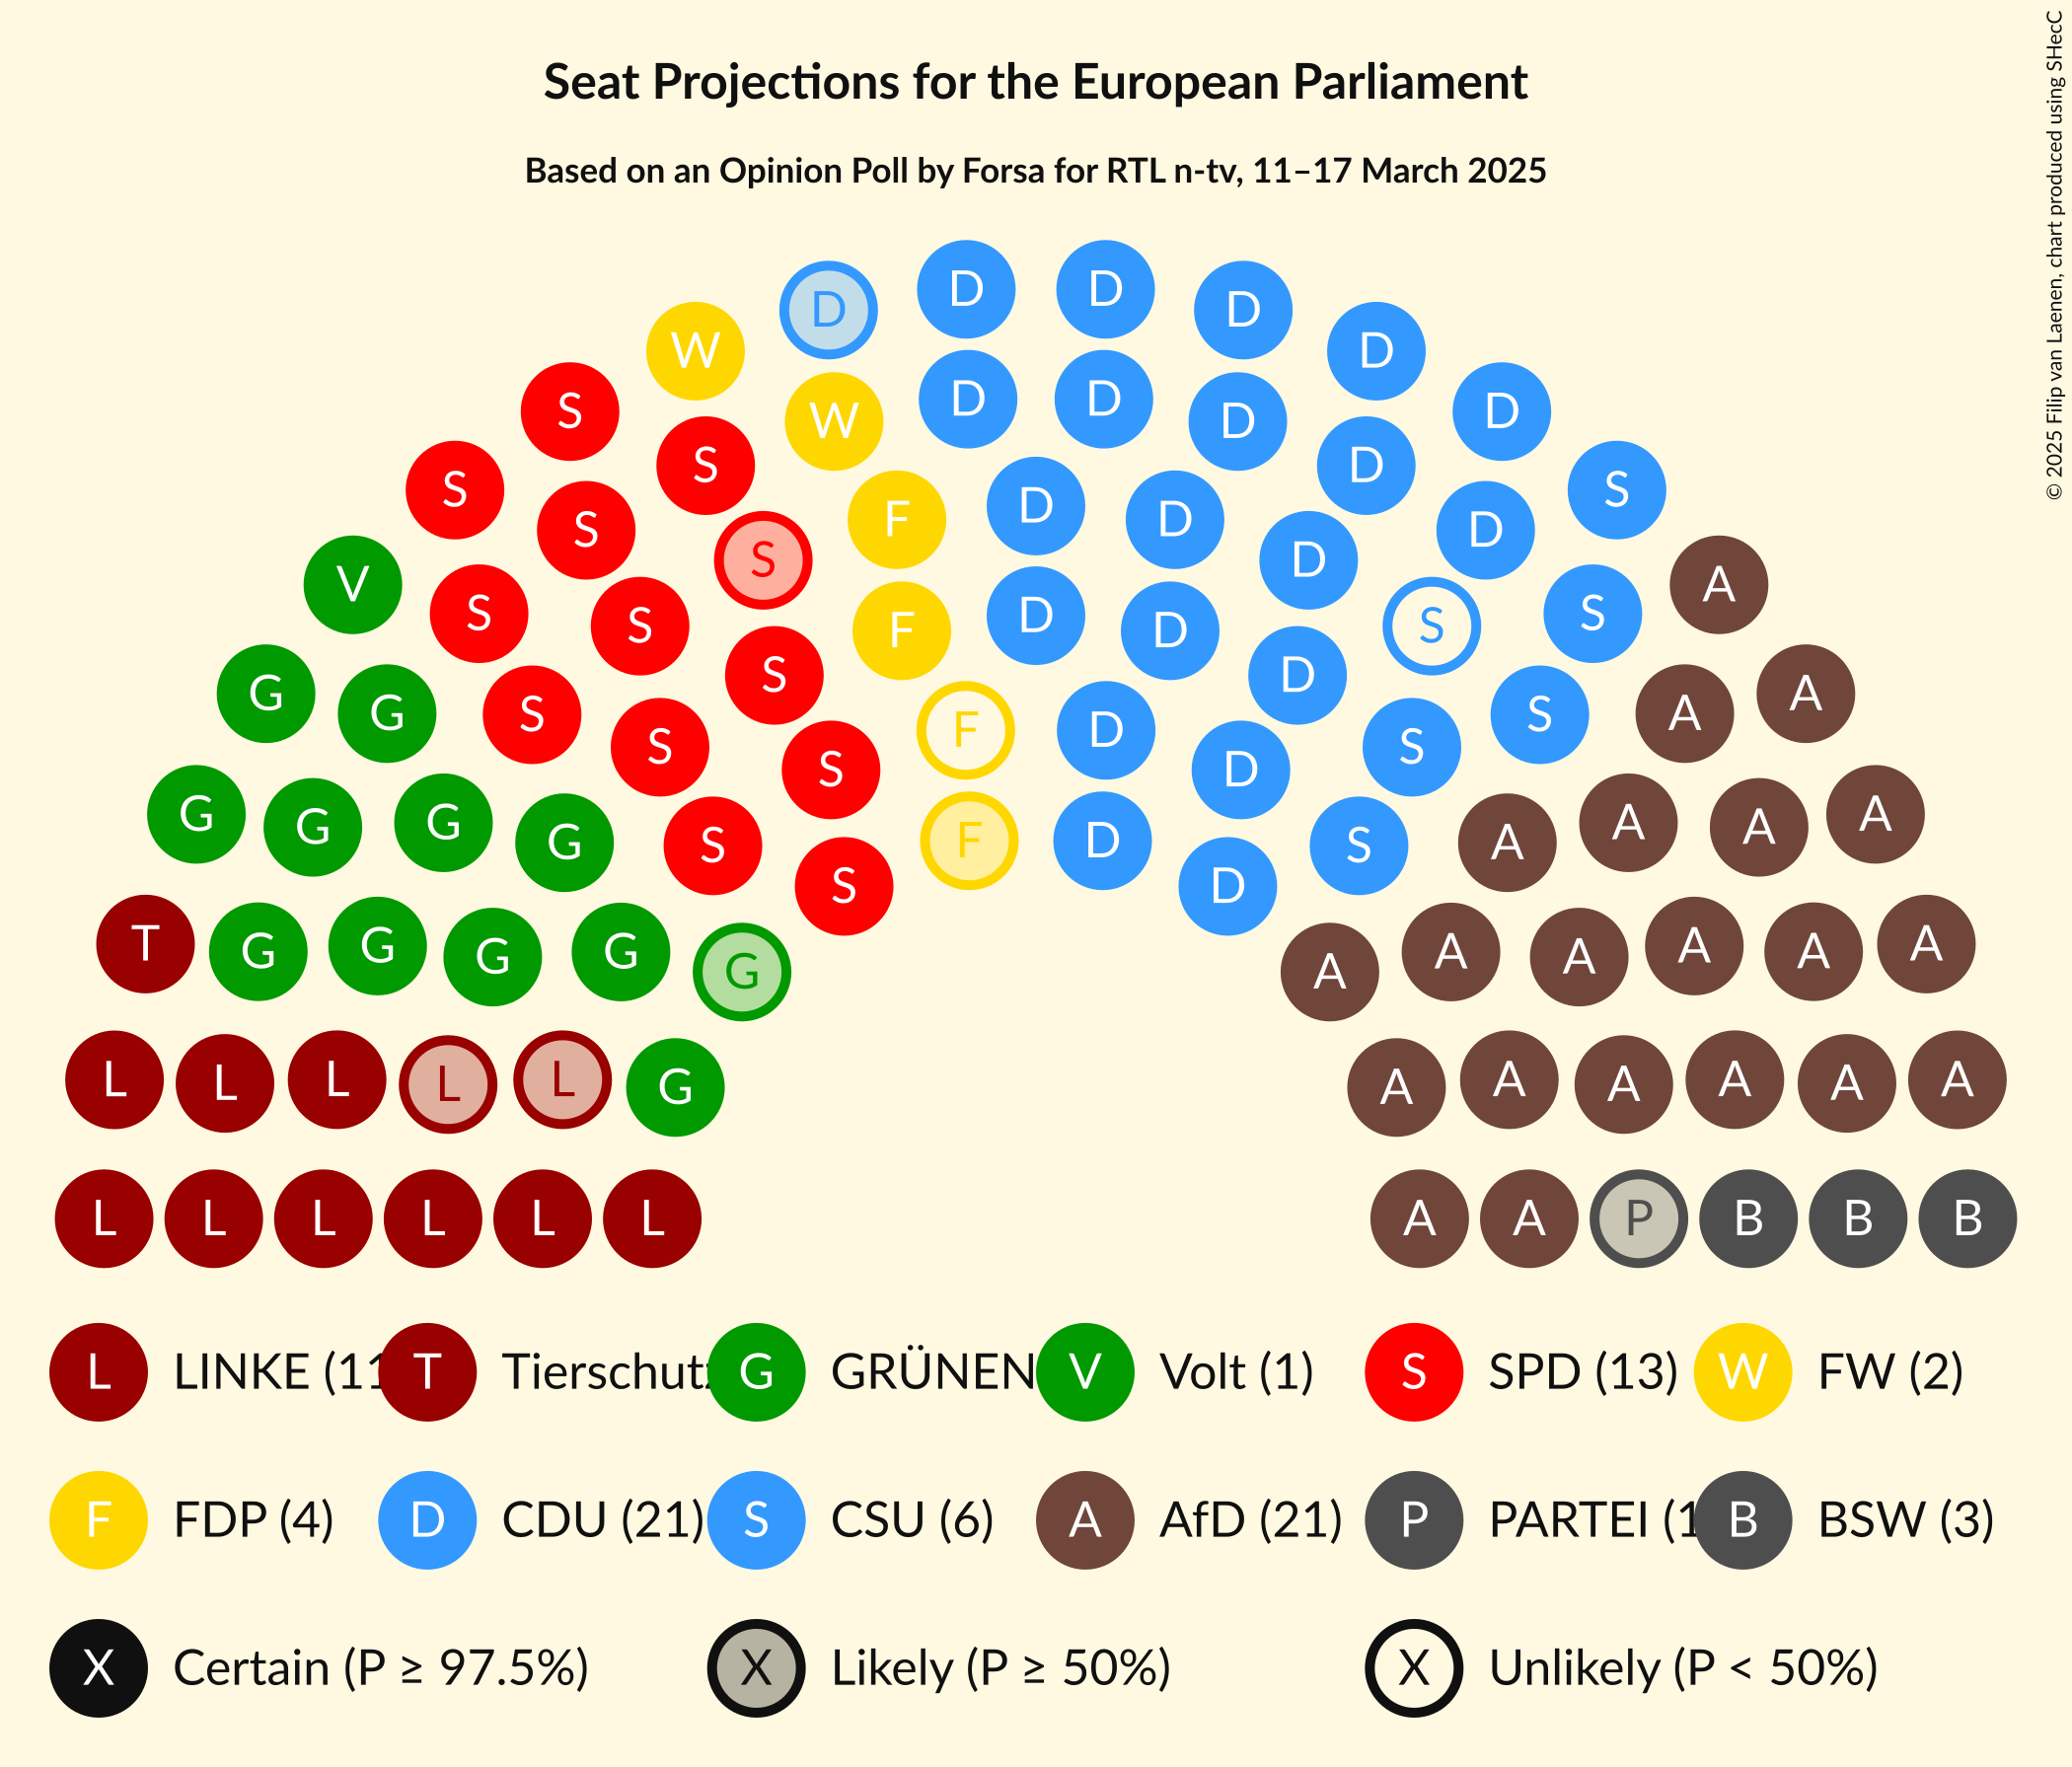 Seat Projections for the European Parliament
Based on an Opinion Poll by Forsa for RTL n-tv, 11–17 March 2025
© 2025 Filip van Laenen, chart produced using SHecC
D D D D
W D
W D D D
S D
S D
S S
F D D
S D
S D
V A
S D S
S F D S
S D
G A
G S F D S A
S S
S D
G G G A A A
G S F D S A
S D
T G G G G G A A A A A A
L L L L L G A A A A A A
L L L L L L A A P B B B
L LINKE (11 T Tierschutz G GRÜNEN V Volt (1) S SPD (13) W FW (2)
F FDP (4) D CDU (21) S CSU (6) A AfD (21) P PARTEI (1 B BSW (3)
X Certain (P ≥ 97.5%) X Likely (P ≥ 50%) X Unlikely (P < 50%)